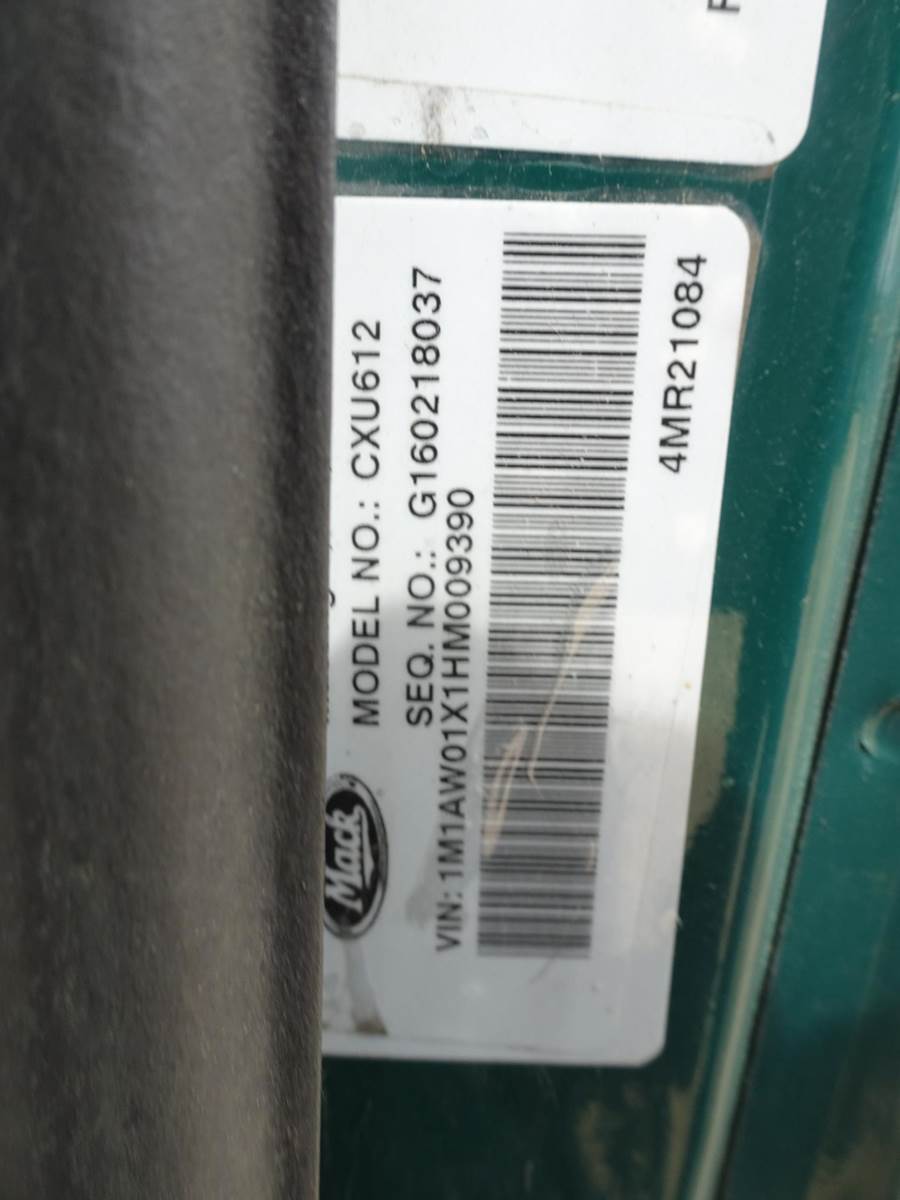 MODEL NO.: CXU612
SEQ. NO.: G160218037
Mack
VIN: 1M1AW01X1HM009390
4MR21084